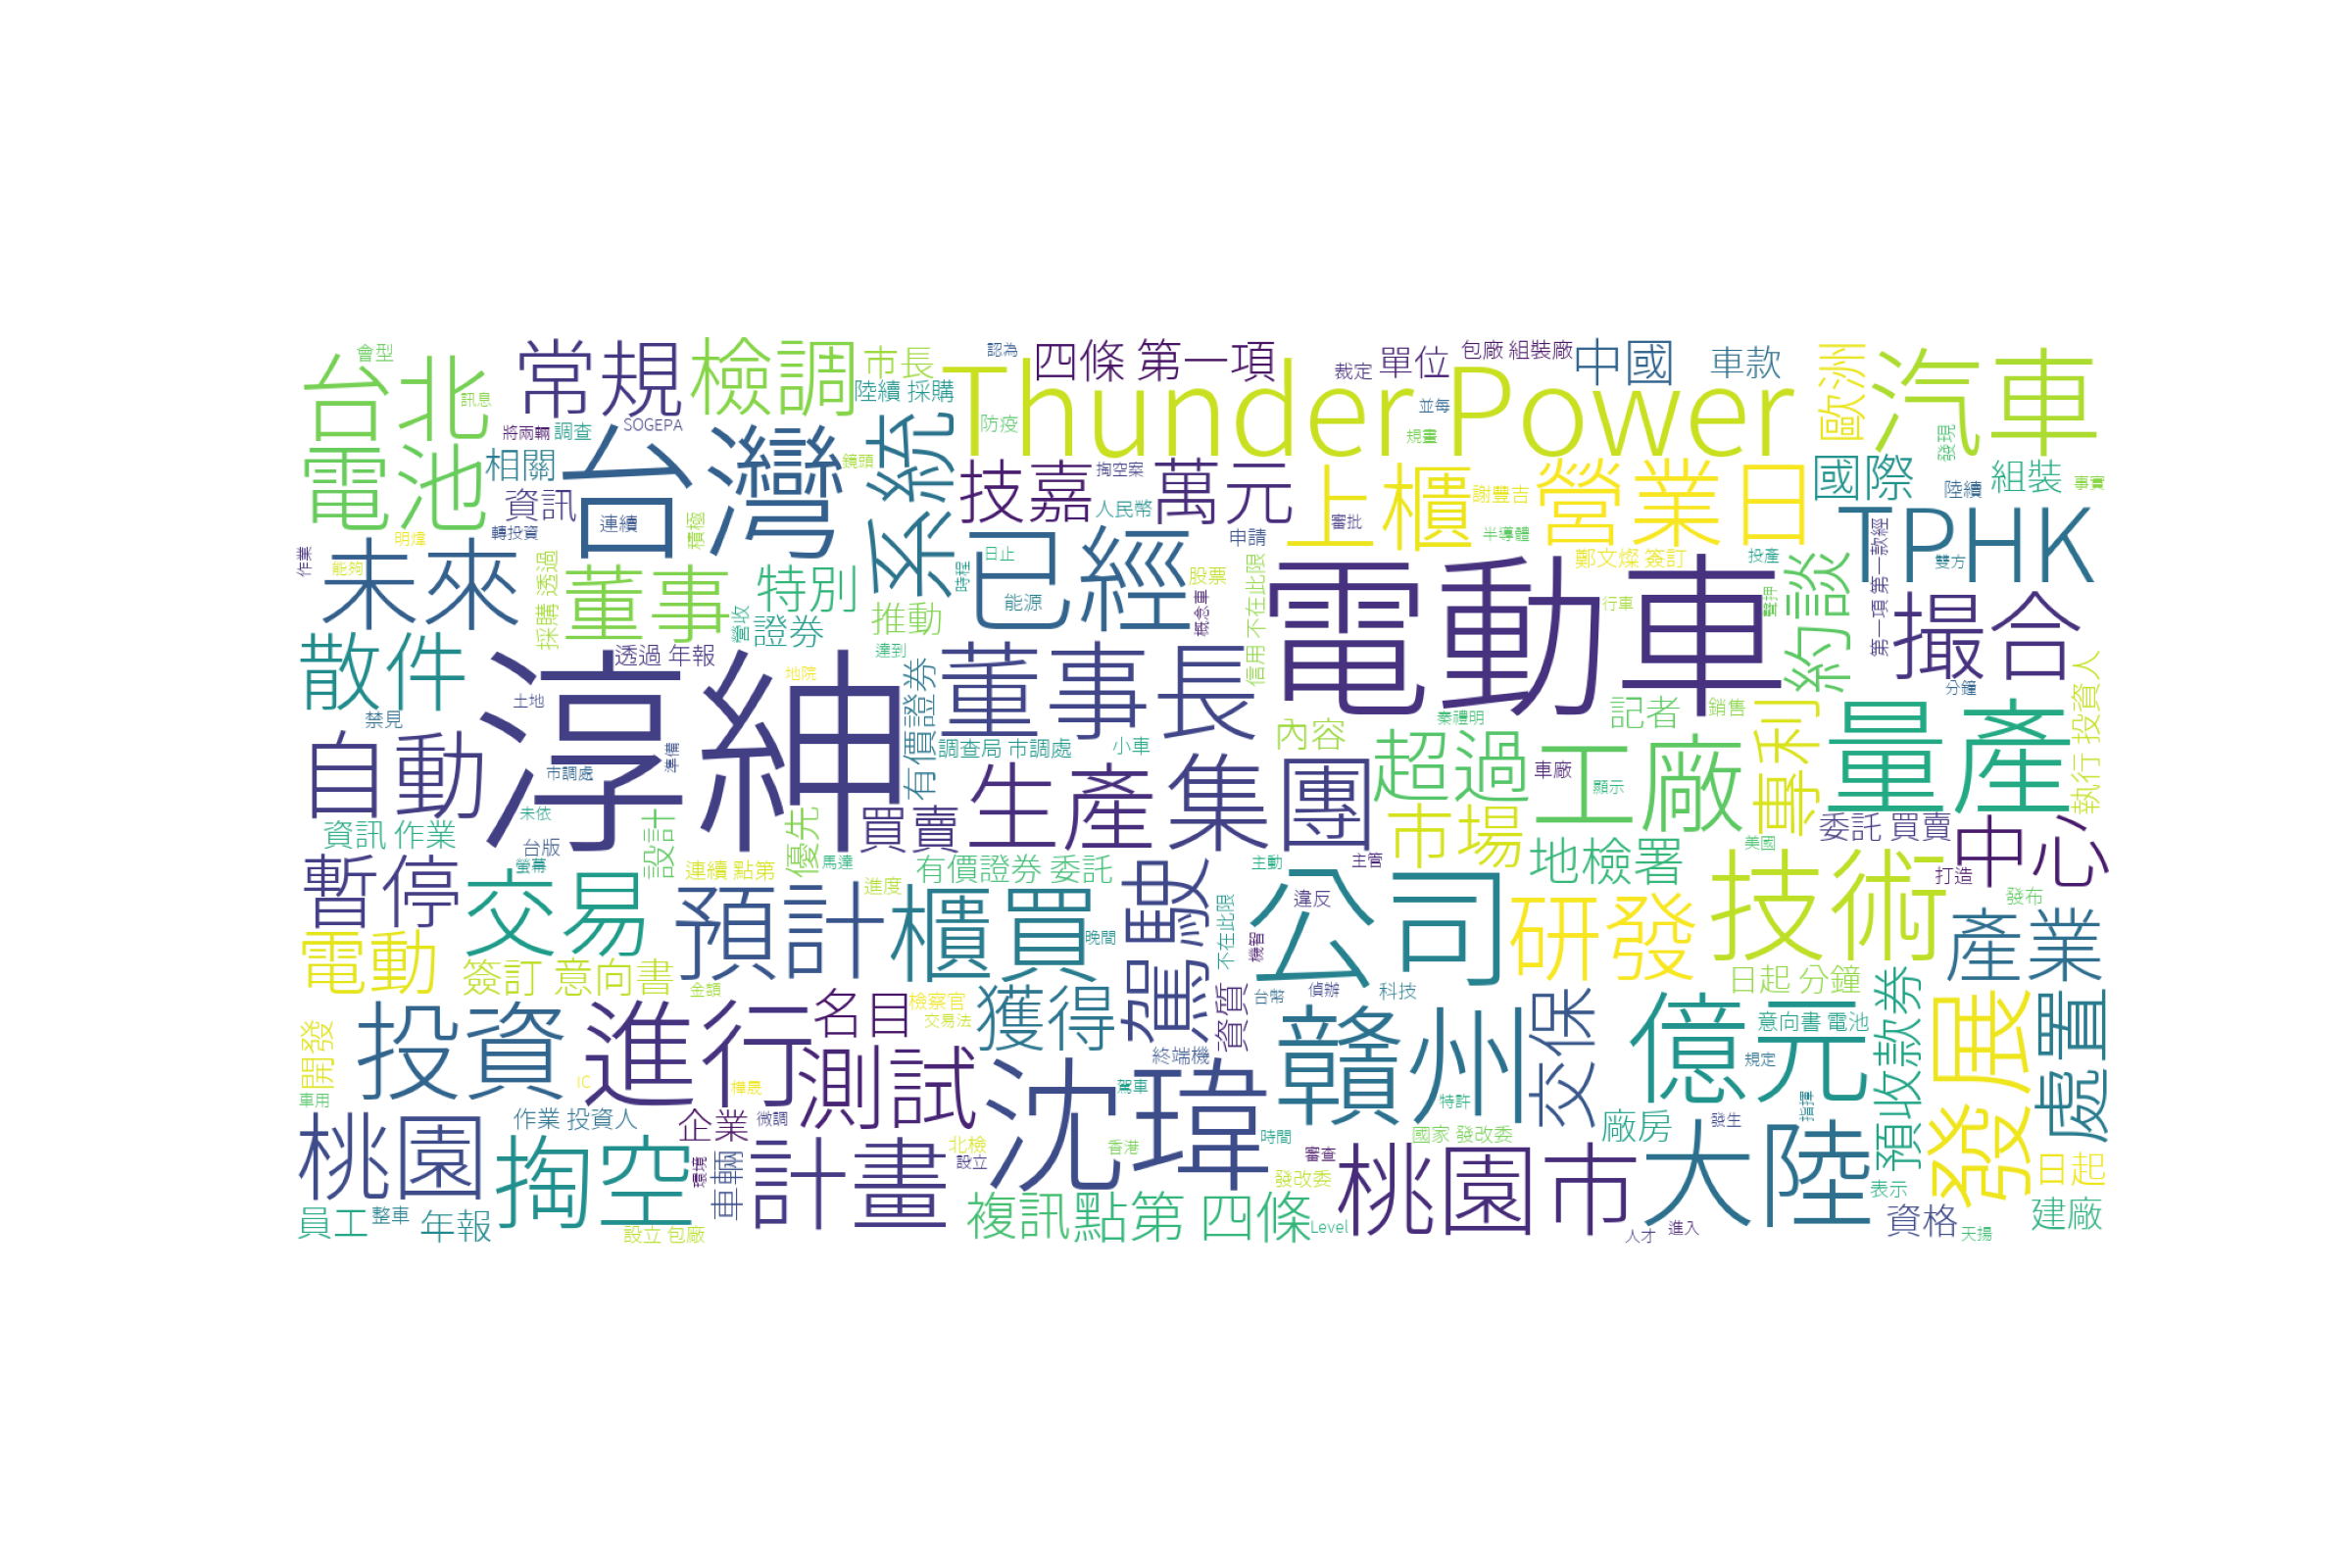 會型
台北
訊息
常規
檢調
市長
認為
四條 第一項
裁定
單位
包廠 組裝廠
中國
車款
歐洲
汽車
陸續 採購
ThunderPower
並每
防疫
規畫
發現
將兩輛
調查
SOGEPA
電池
相關
台灣
鏡頭
系統
技嘉
掏空案
萬元
上櫃
營業日
謝豐吉
國際
陸續
組裝
事實
資訊
連續
人民幣
審批
半導體
TPHK
轉投資
積極
明煌
申請
作業
未來
能夠
日止
已經
鄭文燦 簽訂
投產
第一項 第一款經
雙方
採購 透過
董事
特別
時程
股票
不在此限
信用
電動車
行車
聲押
約談
撮合
營收
證券
推動
能源
概念車
散件
淳紳
透過 年報
達到
董事長
地院
有價證券
土地
禁見
分鐘
執行 投資人
秦禮明
記者
銷售
內容
專利
量產
自動
準備
市調處
調查局 市調處
小車
超過
工廠
車廠
顯示
生產
集團
資訊 作業
未依
台版
螢幕
設計
優先
買賣
市場
地檢署
委託 買賣
美國
中心
暫停
交易
連續 點第
馬達
有價證券 委託
主動
主管
打造
發布
進度
違反
預計
櫃買
駕駛
不在此限
公司
研發
技術
產業
電動
晚間
機智
簽訂 意向書
金額
日起 分鐘
檢察官
交易法
名目
獲得
資質
台幣
偵辦
科技
交保
億元
意向書 電池
預收款券
發展
處置
開發
車用
投資
進行
測試
終端機
贛州
規定
IC
樺晟
駕車
沈瑋
特許
指揮
桃園
作業 投資人
企業
微調
香港
時間
國家 發改委
廠房
發生
掏空
環境
車輛
計畫
北檢
設立
審查
發改委
桃園市
大陸
表示
日起
員工
整車
年報
設立 包廠
複訊
點第 四條
Level
人才
進入
資格
天揚
建廠